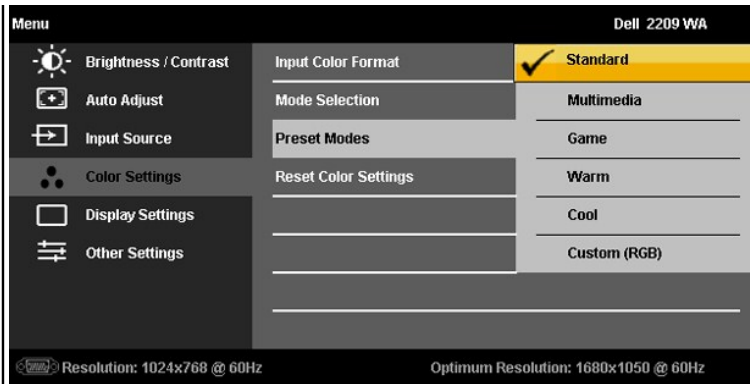 Menu
Dell 2209 WA
Brightness / Contrast
Auto Adjust
Input Source
Color Settings
Display Settings
Other Settings
Input Color Format
Mode Selection
Preset Modes
Reset Color Settings
Standard
Multimedia
Game
Warm
Cool
Custom (RGB)
Resolution: 1024x768 @ 60Hz
Optimum Resolution: 1680x1050 @ 60Hz